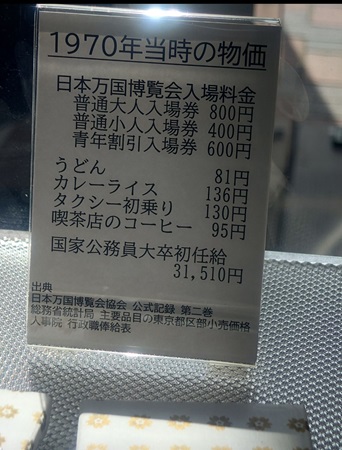 1970年当時の物価
日本万国博覧会入場料金
普通大人入場券 800円
普通小人入場券 400円
青年割引入場券 600円
うどん 81円
カレーライス 136円
タクシー初乗り 130円
喫茶店のコーヒー 95円
国家公務員大卒初任給
31,510円
出典
日本万国博覧会協会 公式記録 第二巻
総務省統計局 主要品目の東京都区部小売価格
人事院 行政職俸給表